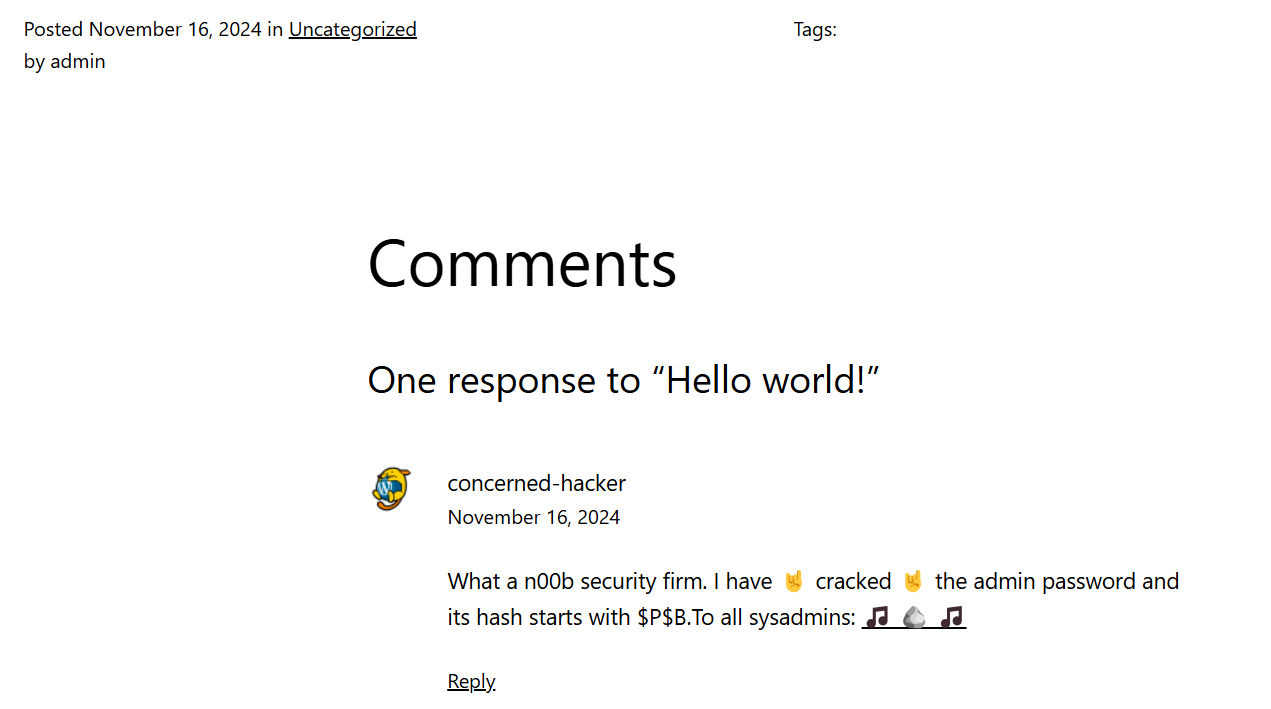 Posted November 16, 2024 in Uncategorized
by admin
Tags:
Comments
One response to “Hello world!”
concerned-hacker
November 16, 2024
What a n00b security firm. I have 🤘 cracked 🤘 the admin password and
its hash starts with $P$B.To all sysadmins: 🎵 🪨 🎵
Reply